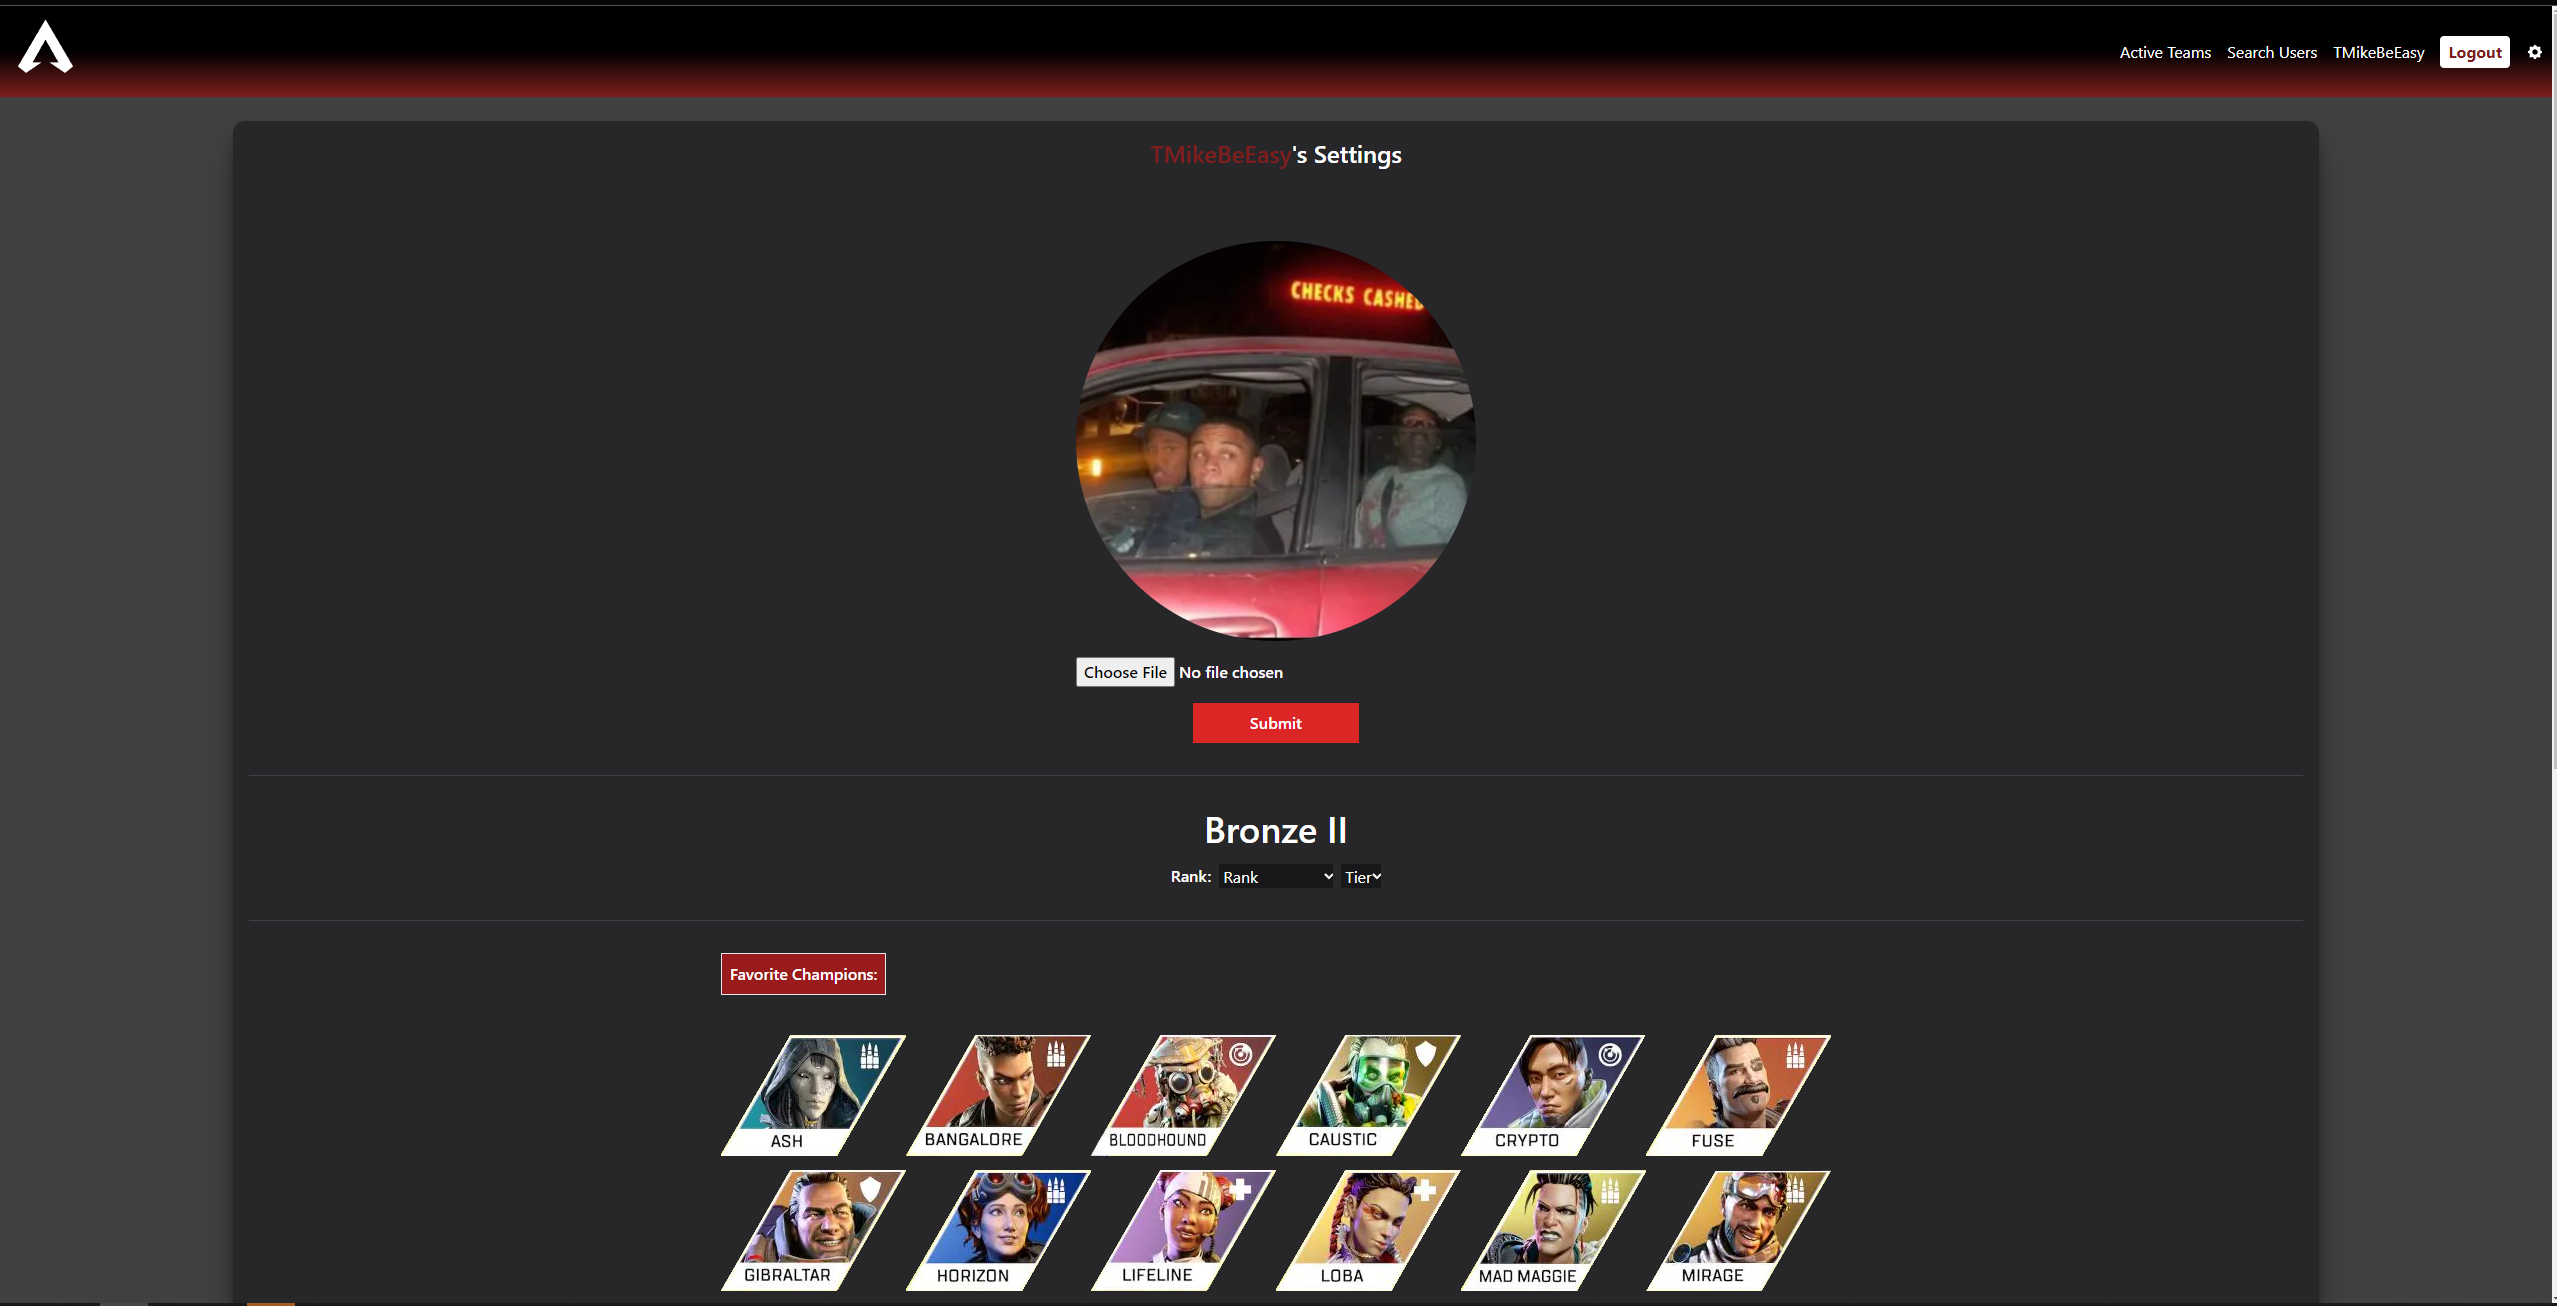 Active Teams Search Users TMikeBeEasy Logout
TMikeBeEasy's Settings
CHECKS CASHED
Choose File No file chosen
Submit
Bronze II
Rank: Rank Tier
Favorite Champions:
ASH BANGALORE BLOODHOUND CAUSTIC CRYPTO FUSE
GIBRALTAR HORIZON LIFELINE LOBA MAD MAGGIE MIRAGE